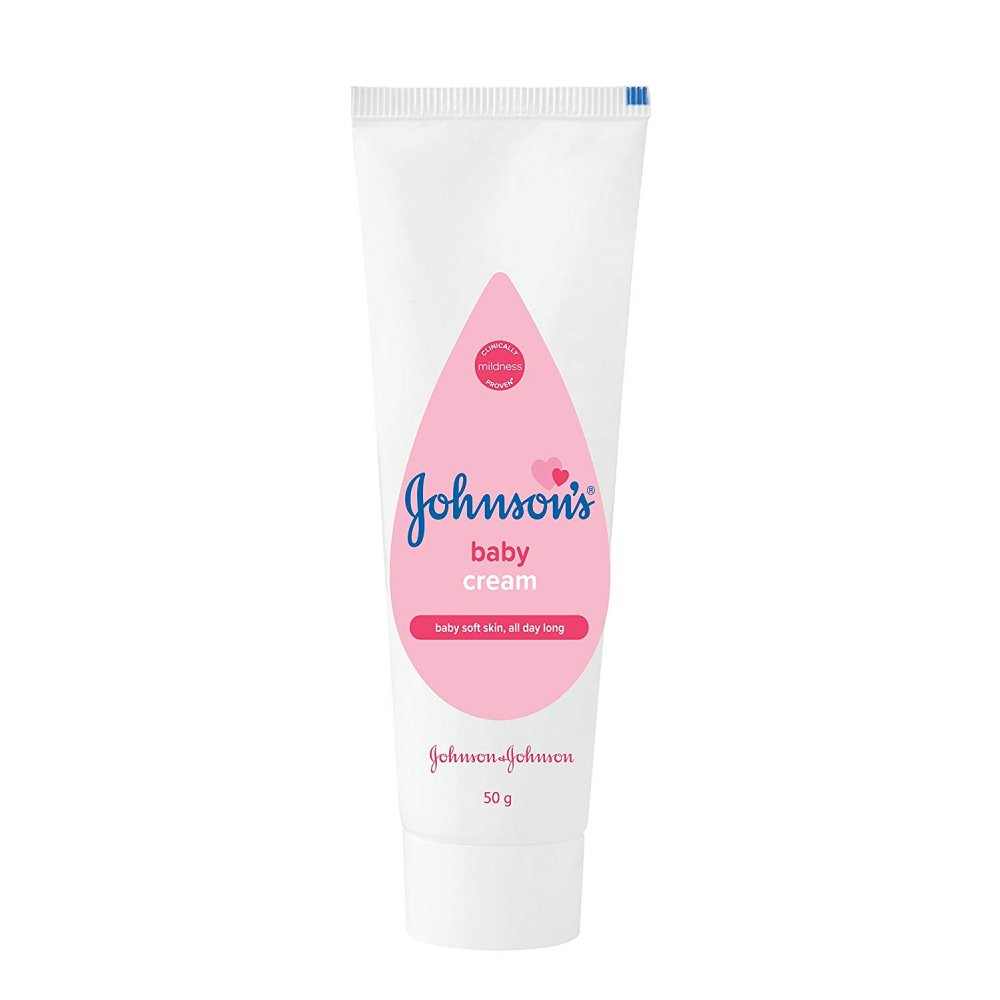 CLINICALLY
mildness
PROVEN*
Johnson's®
baby
cream
baby soft skin, all day long
Johnson & Johnson
50 g